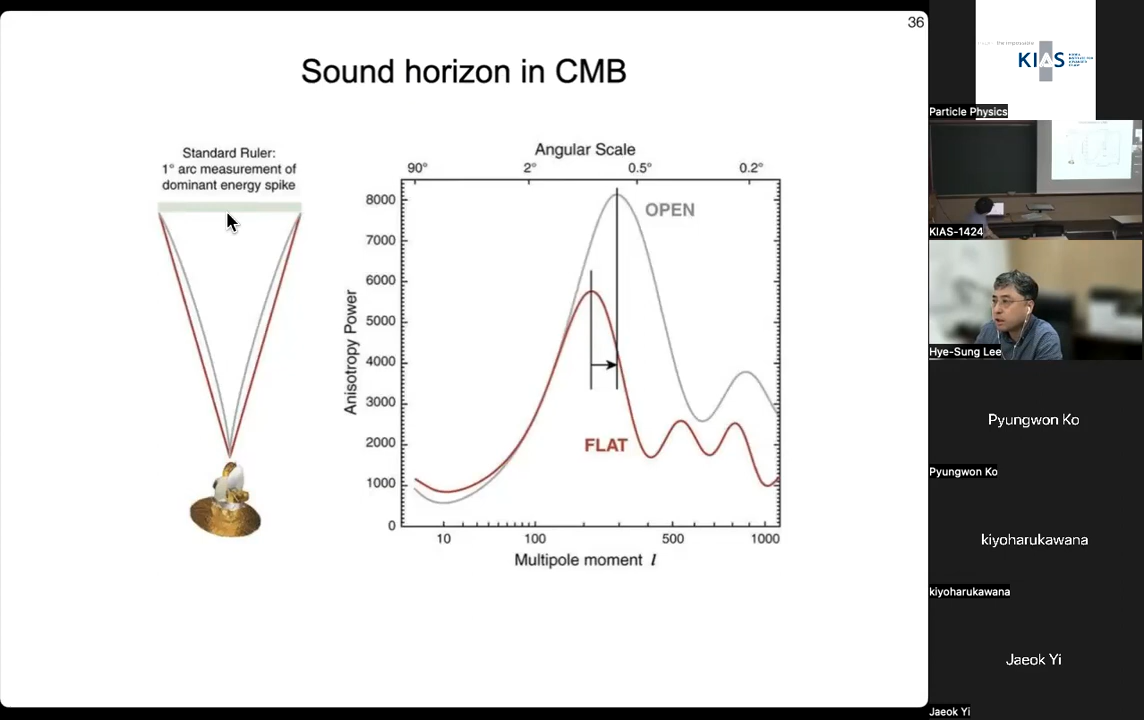 36
Sound horizon in CMB
Standard Ruler:
1° arc measurement of
dominant energy spike
Angular Scale
90° 2° 0.5° 0.2°
8000
7000
6000
5000
4000
3000
2000
1000
0
Anisotropy Power
OPEN
FLAT
10 100 500 1000
Multipole moment l
KIAS
Particle Physics
KIAS-1424
Hye-Sung Lee
Pyungwon Ko
Pyungwon Ko
kiyoharukawana
kiyoharukawana
Jaeok Yi
Jaeok Yi